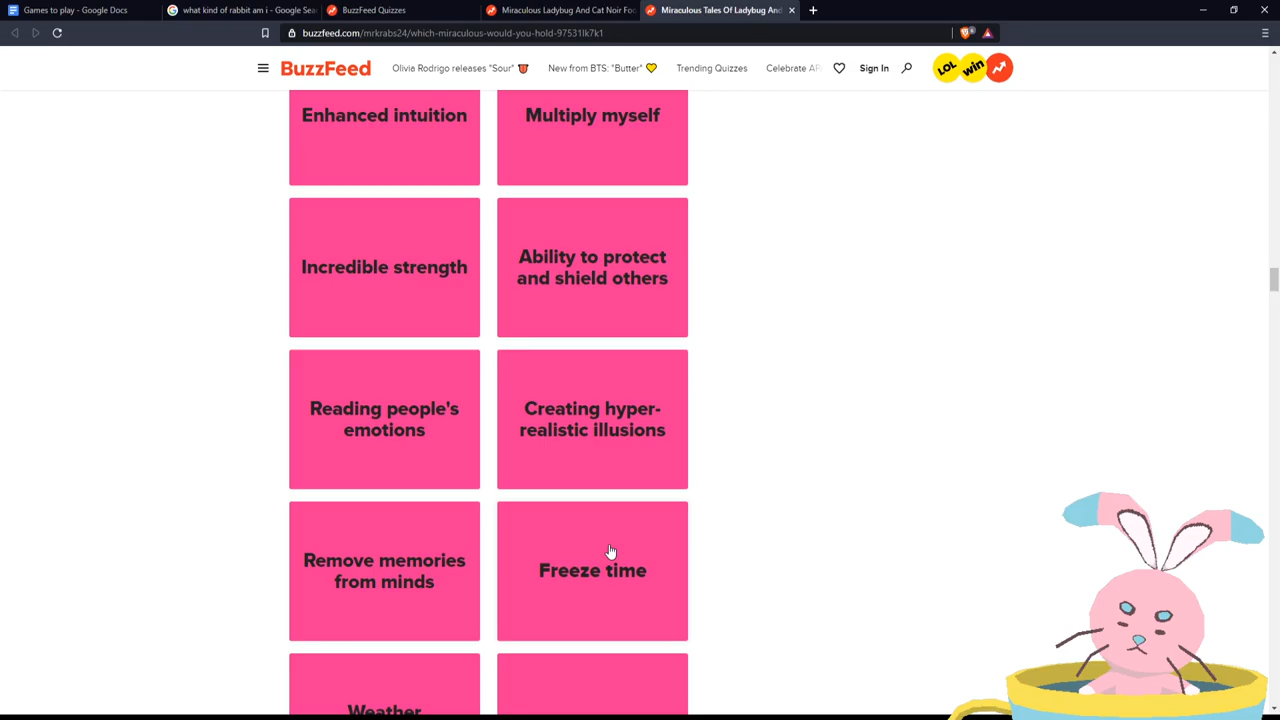 Games to play - Google Docs
what kind of rabbit am i - Google Sea
BuzzFeed Quizzes
Miraculous Ladybug And Cat Noir Fo
Miraculous Tales Of Ladybug And
buzzfeed.com/mrkrabs24/which-miraculous-would-you-hold-97531lk7k1
BuzzFeed
Olivia Rodrigo releases "Sour"
New from BTS: "Butter"
Trending Quizzes
Celebrate AP
Sign In
LOL
win
Enhanced intuition
Multiply myself
Incredible strength
Ability to protect
and shield others
Reading people's
emotions
Creating hyper-
realistic illusions
Remove memories
from minds
Freeze time
Weather